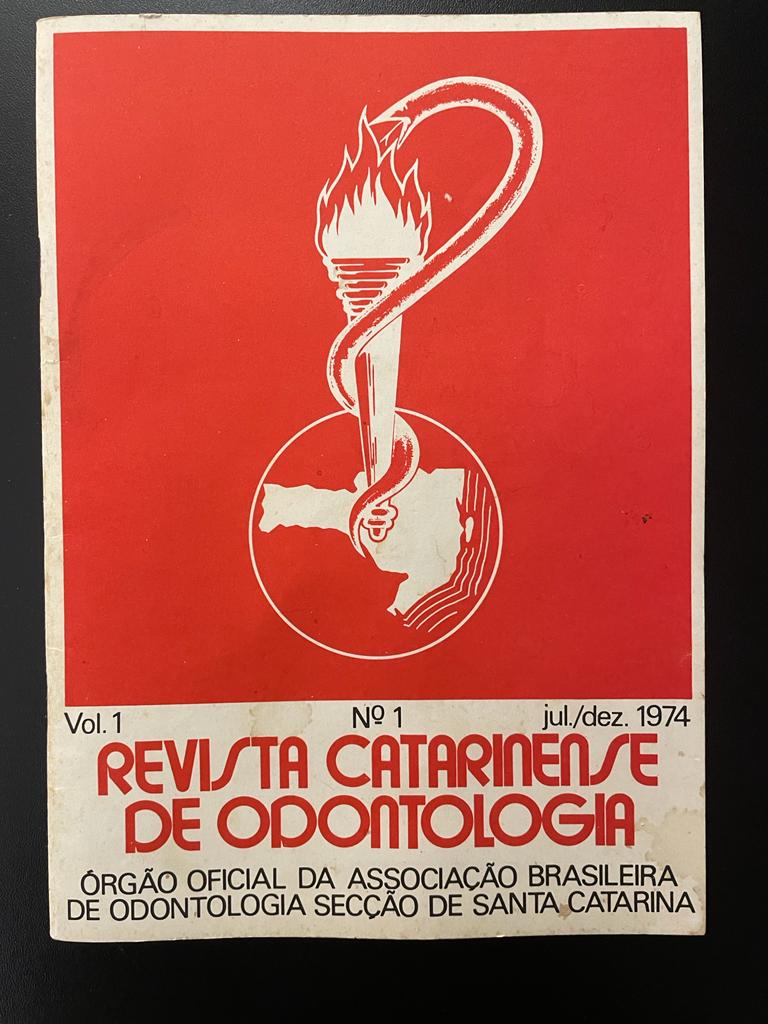 Vol. 1 Nº 1 jul./dez. 1974
REVISTA CATARINENSE
DE ODONTOLOGIA
ÓRGÃO OFICIAL DA ASSOCIAÇÃO BRASILEIRA
DE ODONTOLOGIA SECÇÃO DE SANTA CATARINA